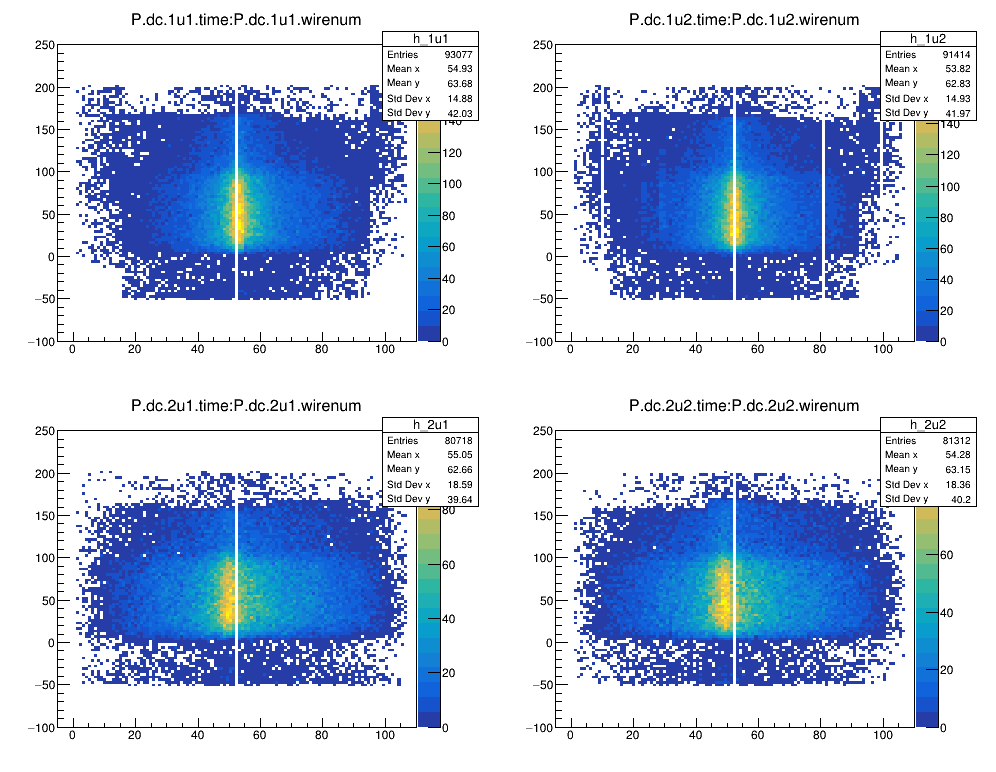 P.dc.1u1.time:P.dc.1u1.wirenum
h_1u1
Entries 93077
Mean x 54.93
Mean y 63.68
Std Dev x 14.88
Std Dev y 42.03
250
200
150
100
50
0
−50
−100
0 20 40 60 80 100
140
120
100
80
60
40
20
0
P.dc.1u2.time:P.dc.1u2.wirenum
h_1u2
Entries 91414
Mean x 53.82
Mean y 62.83
Std Dev x 14.93
Std Dev y 41.97
250
200
150
100
50
0
−50
−100
0 20 40 60 80 100
140
120
100
80
60
40
20
0
P.dc.2u1.time:P.dc.2u1.wirenum
h_2u1
Entries 80718
Mean x 55.05
Mean y 62.66
Std Dev x 18.59
Std Dev y 39.64
250
200
150
100
50
0
−50
−100
0 20 40 60 80 100
80
60
40
20
0
P.dc.2u2.time:P.dc.2u2.wirenum
h_2u2
Entries 81312
Mean x 54.28
Mean y 63.15
Std Dev x 18.36
Std Dev y 40.2
250
200
150
100
50
0
−50
−100
0 20 40 60 80 100
60
40
20
0